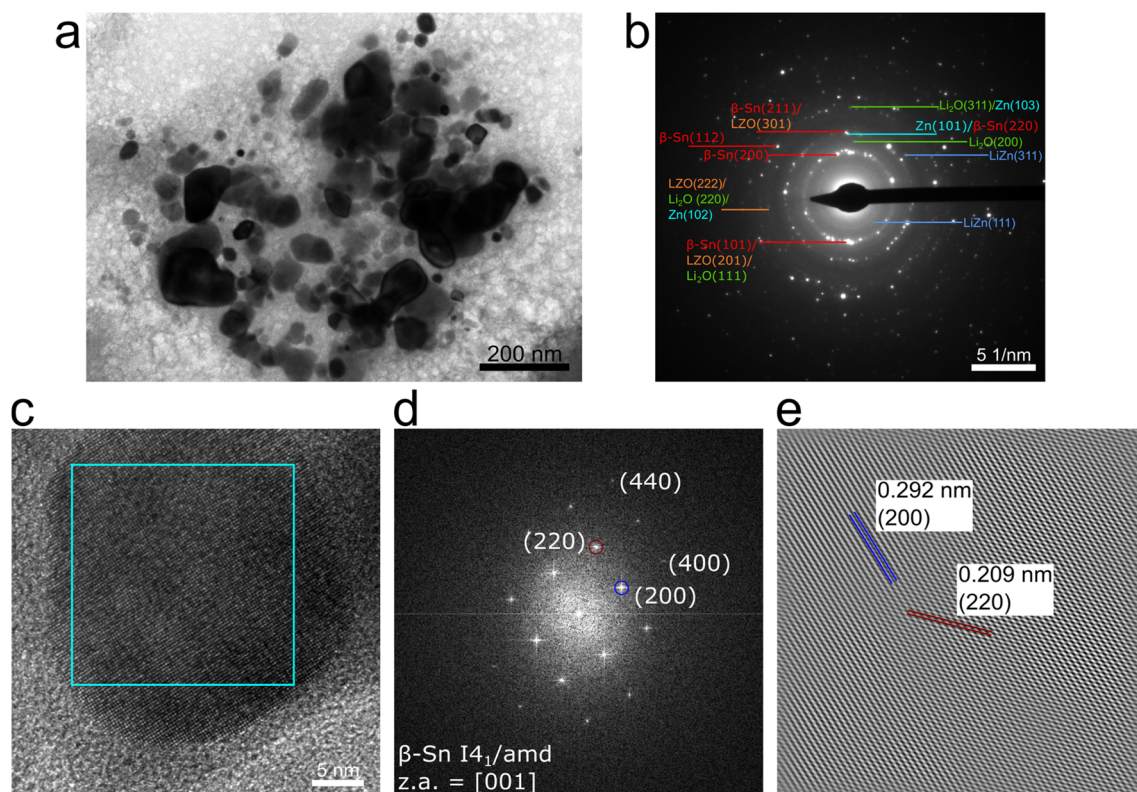 a
200 nm
b
Li₂O(311)/Zn(103)
β-Sn(211)/
LZO(301)
Zn(101)/β-Sn(220)
β-Sn(112)
Li₂O(200)
β-Sn(200)
LiZn(311)
LZO(222)/
Li₂O (220)/
Zn(102)
LiZn(111)
β-Sn(101)/
LZO(201)/
Li₂O(111)
5 1/nm
c
5 nm
d
(440)
(220)
(400)
(200)
β-Sn I4₁/amd
z.a. = [001]
e
0.292 nm
(200)
0.209 nm
(220)